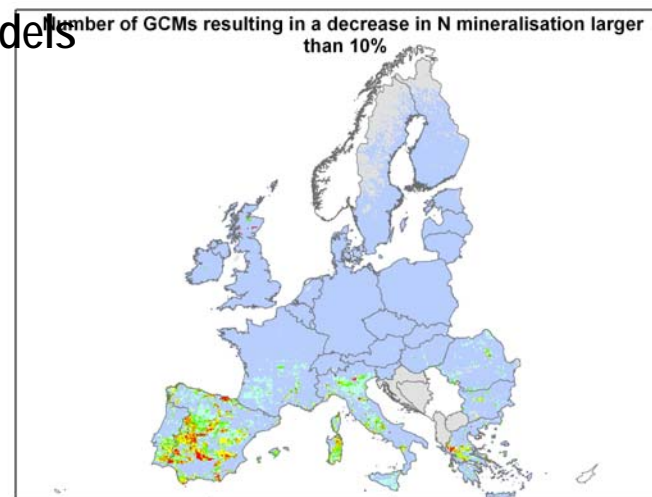 dels
Number of GCMs resulting in a decrease in N mineralisation larger
than 10%